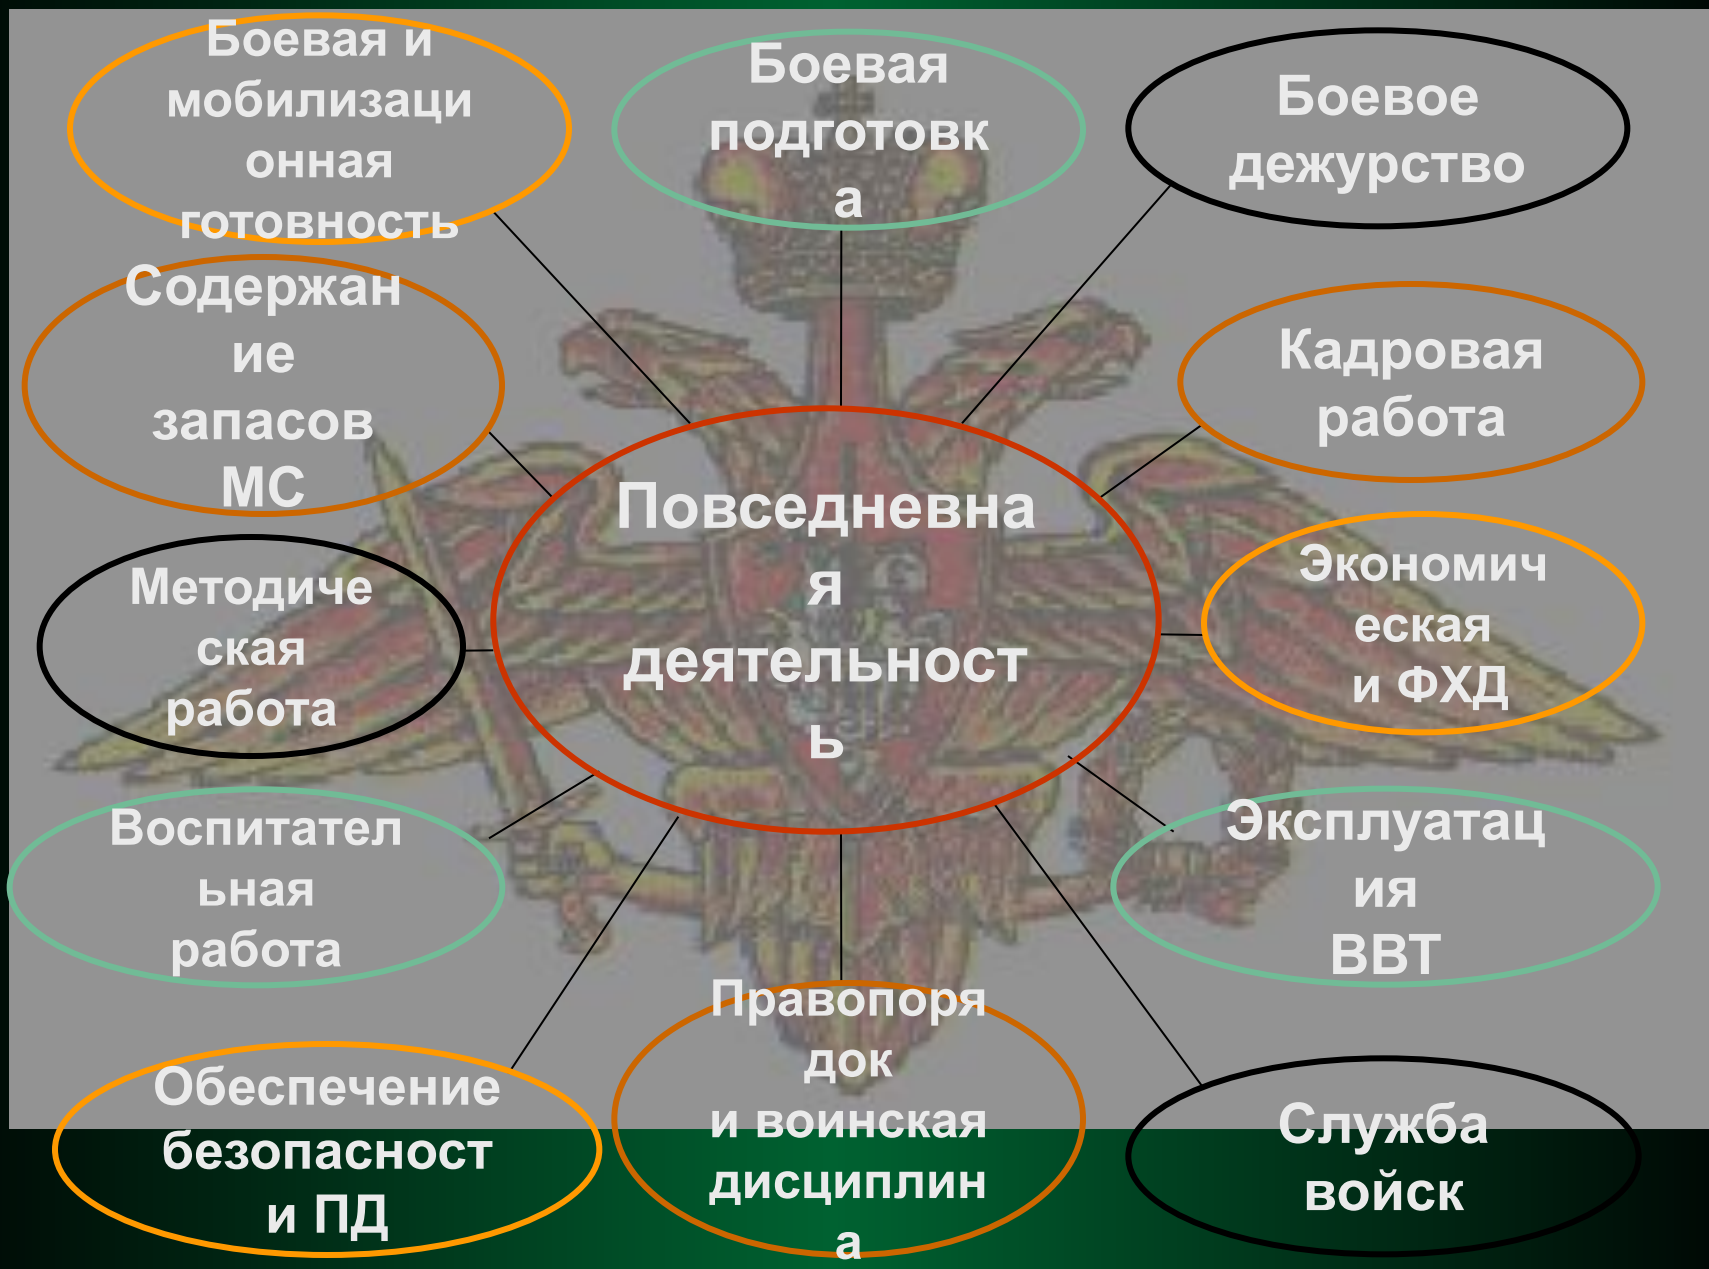 Боевая и
мобилизаци
онная
готовность
Боевая
подготовк
а
Боевое
дежурство
Содержан
ие
запасов
МС
Кадровая
работа
Повседневна
я
деятельност
ь
Методиче
ская
работа
Экономич
еская
и ФХД
Воспитател
ьная
работа
Эксплуатац
ия
ВВТ
Обеспечение
безопасност
и ПД
Правопоря
док
и воинская
дисциплин
а
Служба
войск